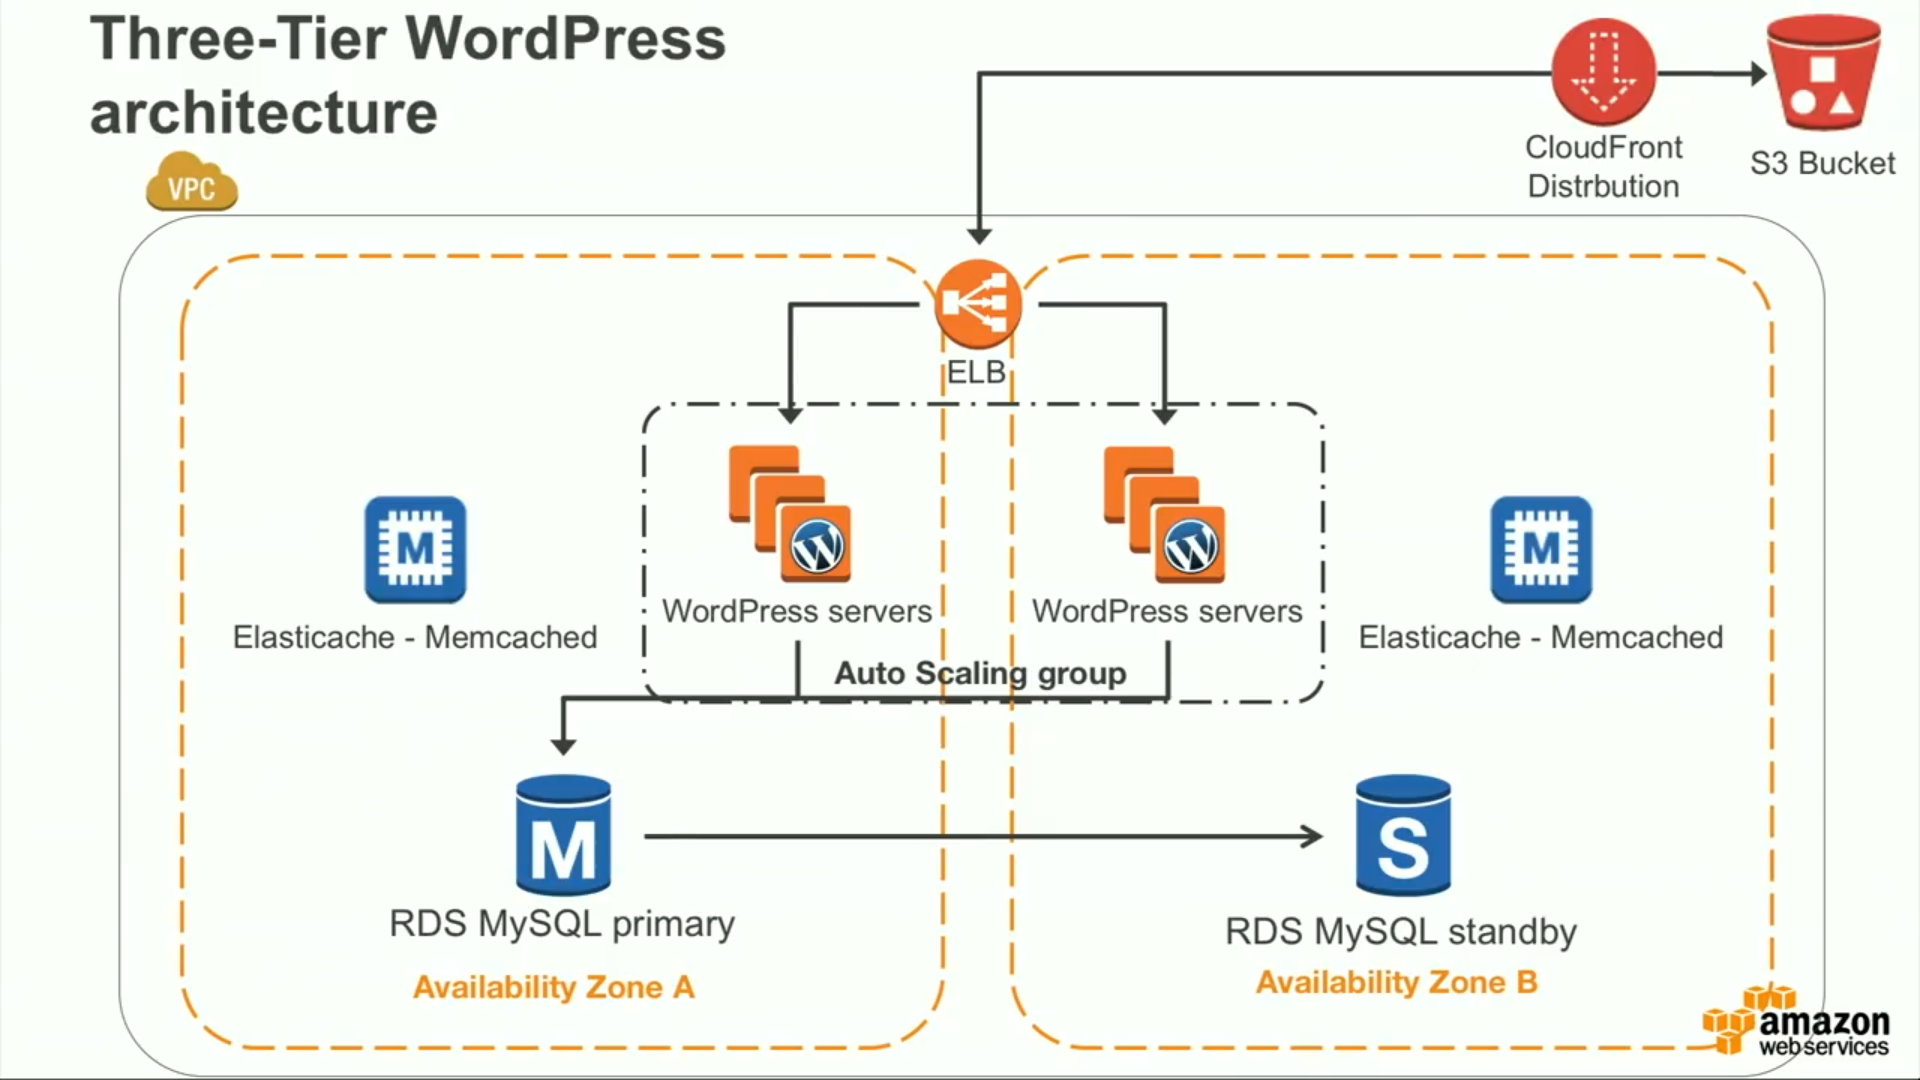 Three-Tier WordPress
architecture
VPC
CloudFront
Distrbution
S3 Bucket
ELB
WordPress servers
WordPress servers
M
Elasticache - Memcached
M
Elasticache - Memcached
Auto Scaling group
M
RDS MySQL primary
S
RDS MySQL standby
Availability Zone A
Availability Zone B
amazon
web services